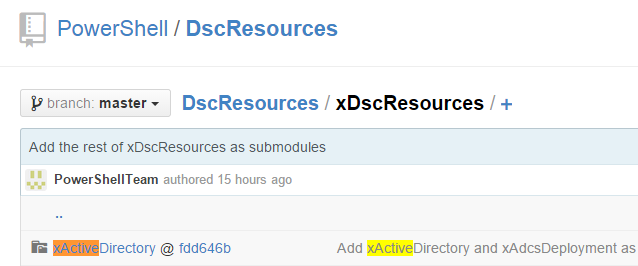 PowerShell / DscResources
branch: master DscResources / xDscResources / +
Add the rest of xDscResources as submodules
PowerShellTeam authored 15 hours ago
..
xActiveDirectory @ fdd646b Add xActiveDirectory and xAdcsDeployment as